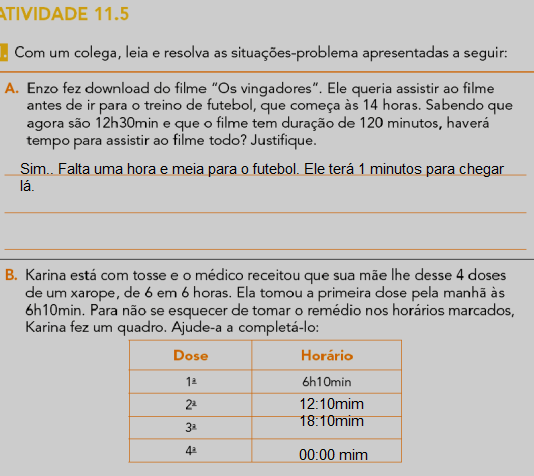 ATIVIDADE 11.5
1. Com um colega, leia e resolva as situações-problema apresentadas a seguir:
A. Enzo fez download do filme “Os vingadores”. Ele queria assistir ao filme
antes de ir para o treino de futebol, que começa às 14 horas. Sabendo que
agora são 12h30min e que o filme tem duração de 120 minutos, haverá
tempo para assistir ao filme todo? Justifique.
Sim.. Falta uma hora e meia para o futebol. Ele terá 1 minutos para chegar
lá.
B. Karina está com tosse e o médico receitou que sua mãe lhe desse 4 doses
de um xarope, de 6 em 6 horas. Ela tomou a primeira dose pela manhã às
6h10min. Para não se esquecer de tomar o remédio nos horários marcados,
Karina fez um quadro. Ajude-a a completá-lo:
Dose Horário
1ª 6h10min
2ª 12:10mim
3ª 18:10mim
4ª 00:00 mim